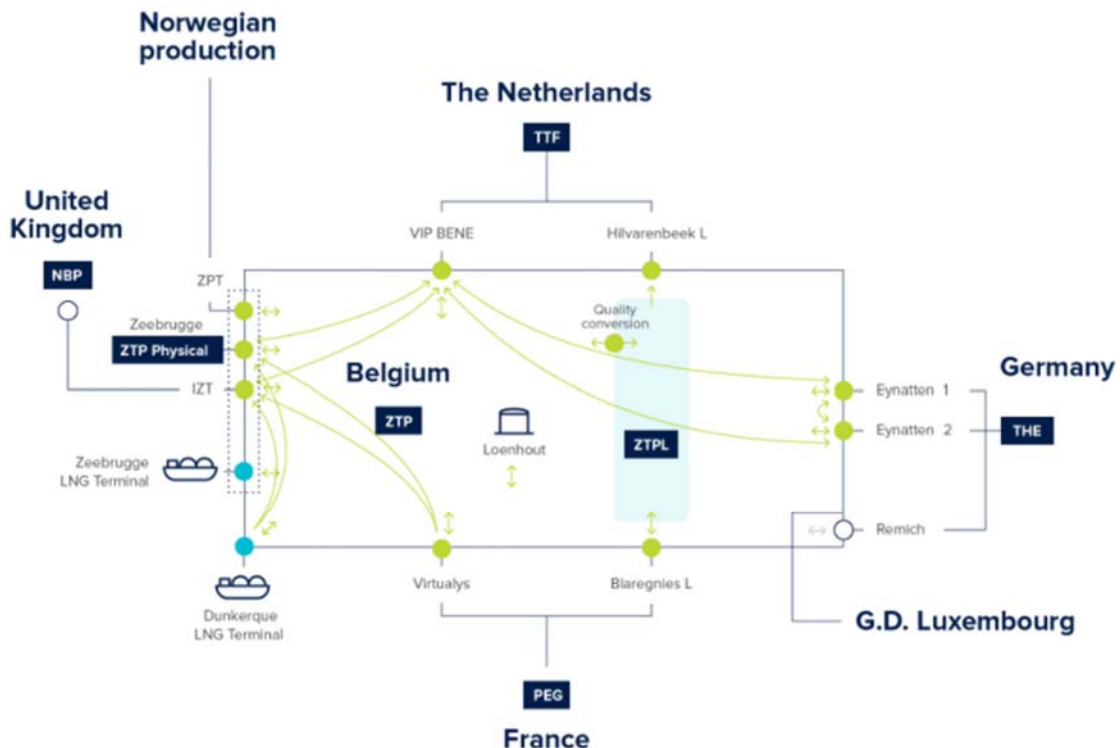 Norwegian
production
The Netherlands
TTF
United
Kingdom
NBP
VIP BENE
Hilvarenbeek L
ZPT
Zeebrugge
ZTP Physical
IZT
Quality
conversion
Belgium
ZTP
Loenhout
ZTPL
Germany
Eynatten 1
Eynatten 2
THE
Zeebrugge
LNG Terminal
Remich
Dunkerque
LNG Terminal
Virtualys
Blaregnies L
G.D. Luxembourg
PEG
France